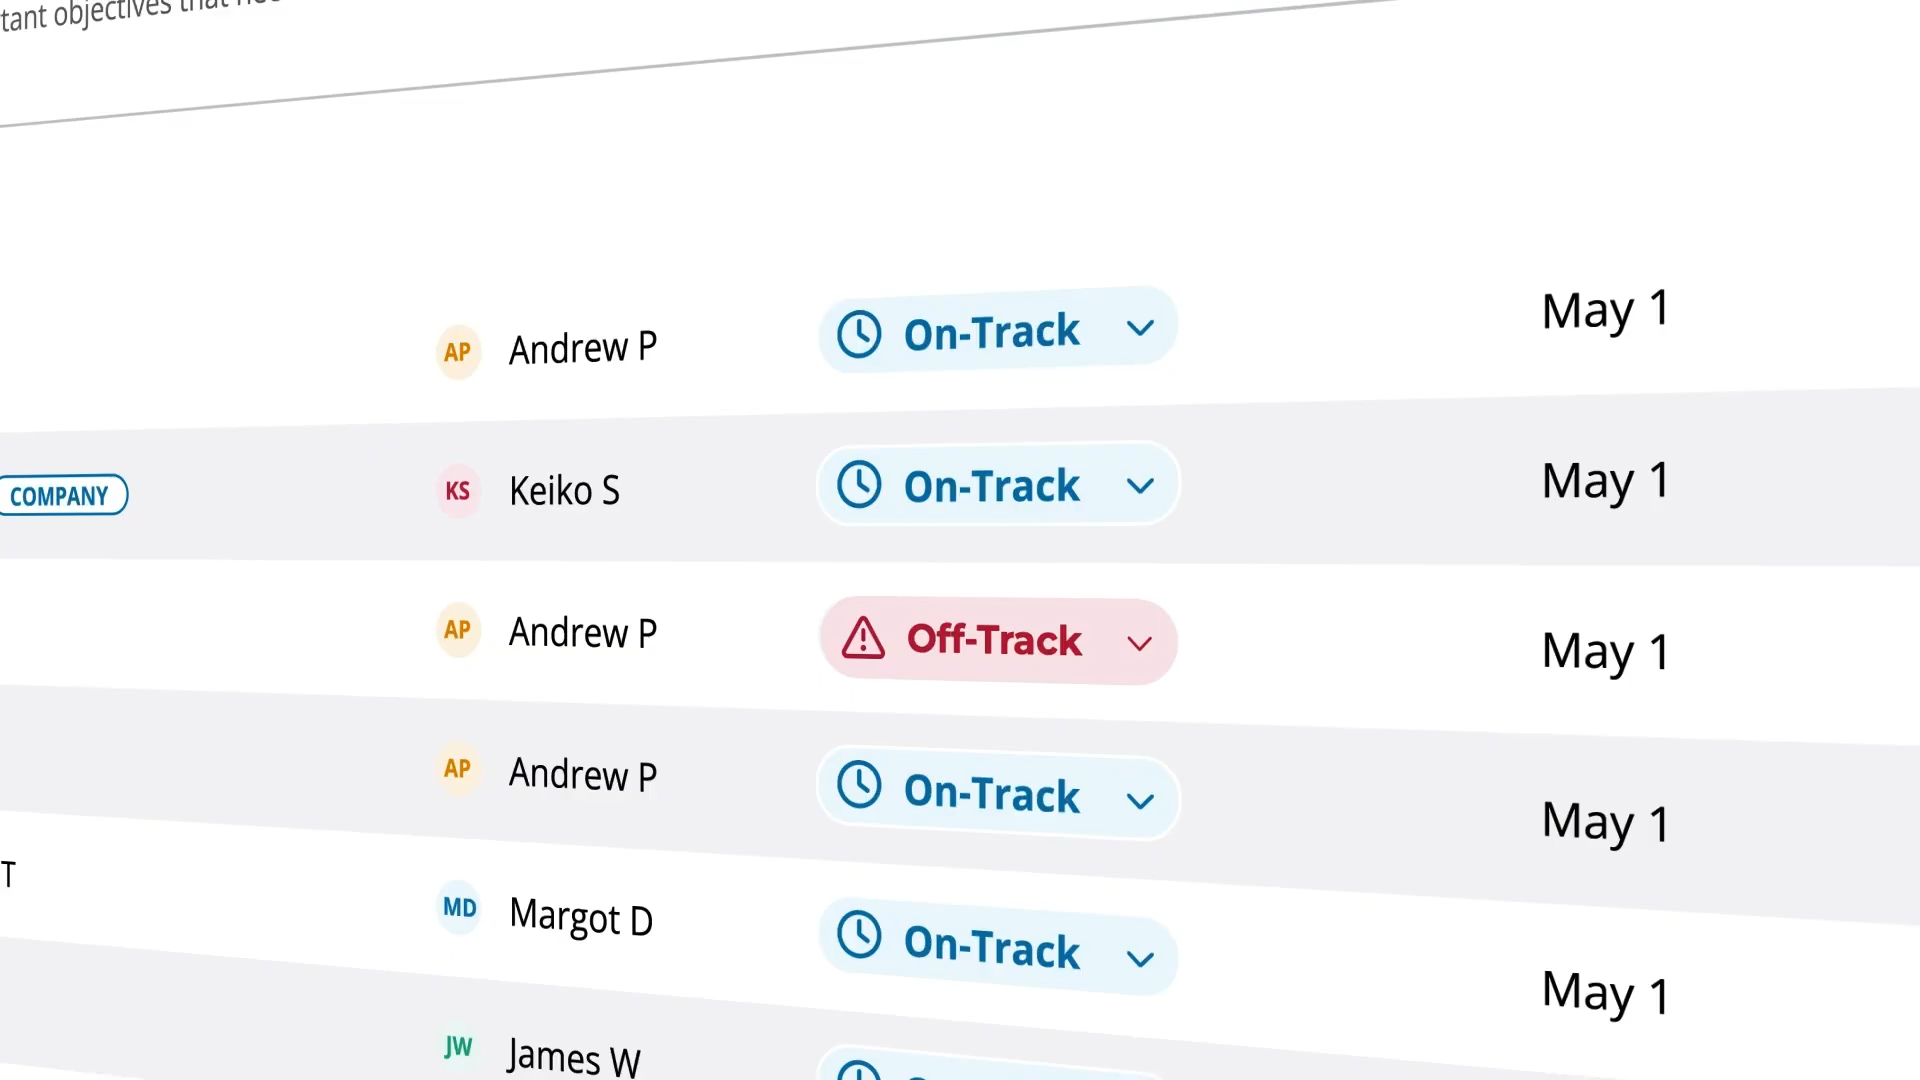 tant objectives that
AP Andrew P On-Track May 1
COMPANY KS Keiko S On-Track May 1
AP Andrew P Off-Track May 1
AP Andrew P On-Track May 1
T MD Margot D On-Track May 1
JW James W